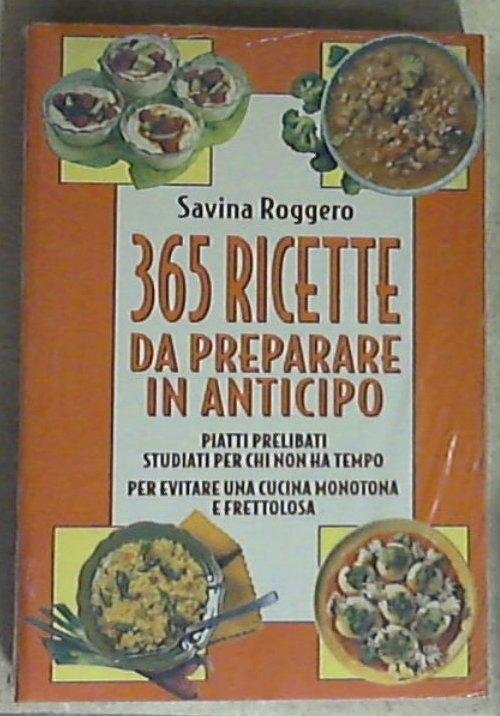 Savina Roggero
365 RICETTE
DA PREPARARE
IN ANTICIPO
PIATTI PRELIBATI
STUDIATI PER CHI NON HA TEMPO
PER EVITARE UNA CUCINA MONOTONA
E FRETTOLOSA